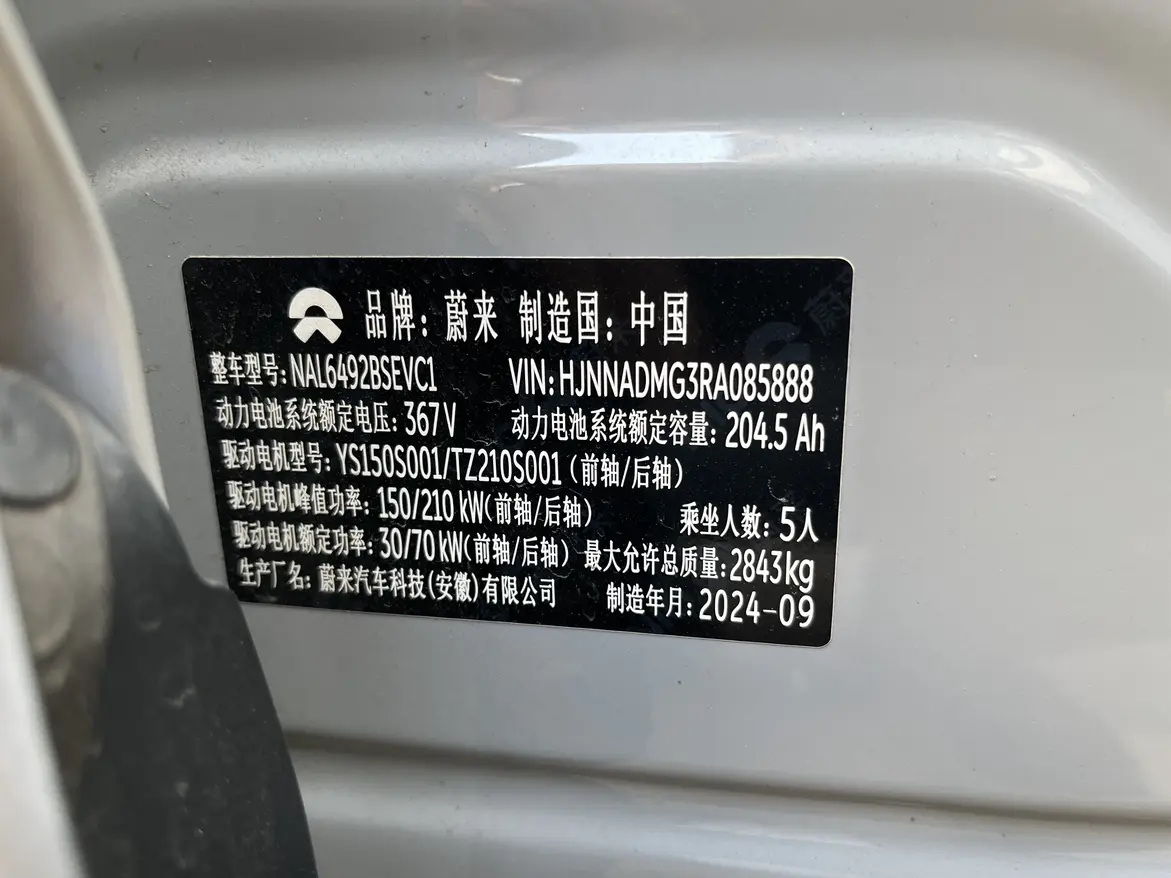 品牌：蔚来 制造国：中国
整车型号：NAL6492BSEVC1 VIN：HJNNADMG3RA085888
动力电池系统额定电压：367V 动力电池系统额定容量：204.5 Ah
驱动电机型号：YS150S001/TZ210S001（前轴/后轴）
驱动电机峰值功率：150/210 kW（前轴/后轴） 乘坐人数：5人
驱动电机额定功率：30/70 kW（前轴/后轴） 最大允许总质量：2843kg
生产厂名：蔚来汽车科技（安徽）有限公司 制造年月：2024-09